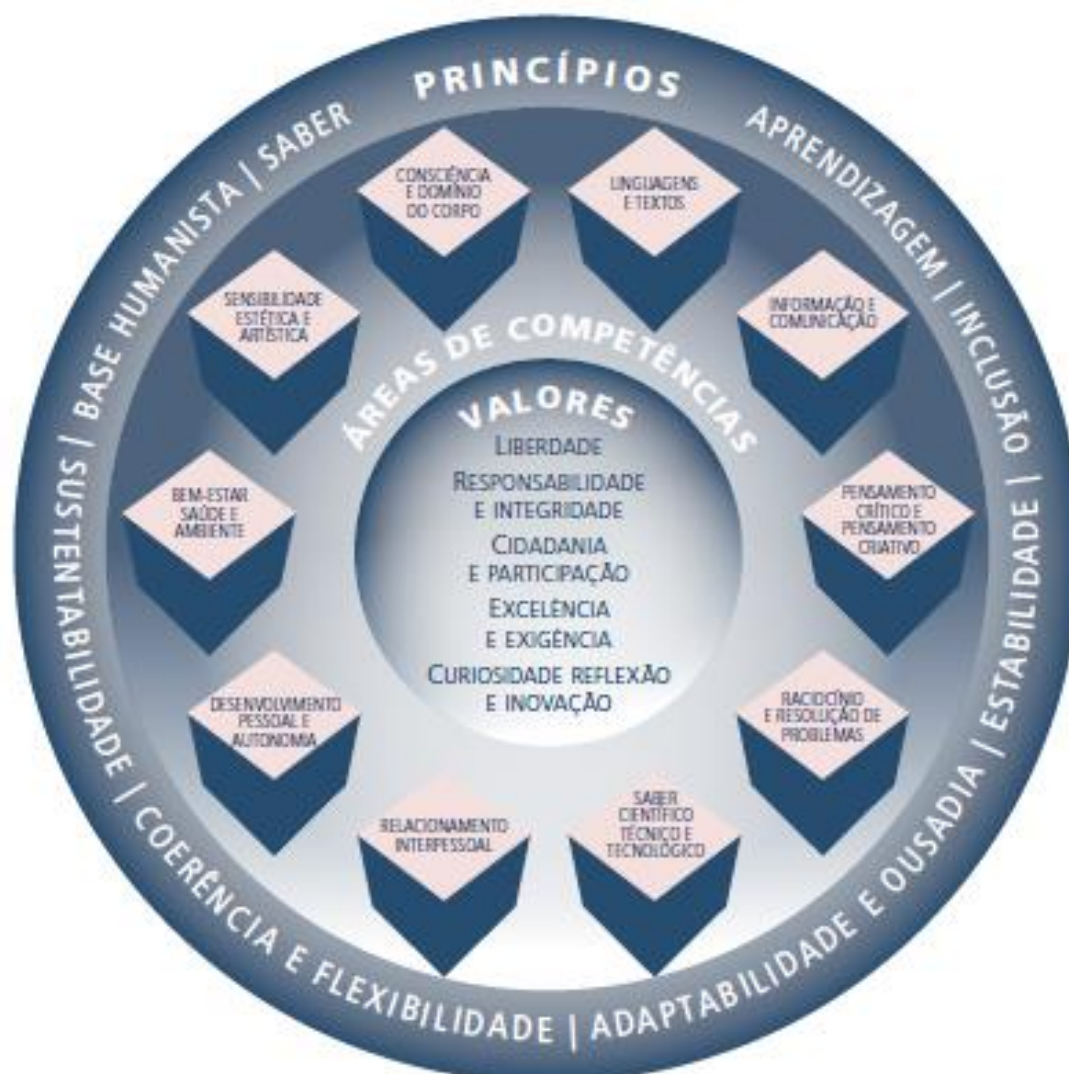 PRINCÍPIOS
APRENDIZAGEM | INCLUSÃO | ESTABILIDADE | ADAPTABILIDADE E OUSADIA | COERÊNCIA E FLEXIBILIDADE | SUSTENTABILIDADE | BASE HUMANISTA | SABER
CONSCIÊNCIA
E DOMÍNIO
DO CORPO
LINGUAGENS
E TEXTOS
INFORMAÇÃO E
COMUNICAÇÃO
PENSAMENTO
CRÍTICO E
PENSAMENTO
CRIATIVO
RACIOCÍNIO
E RESOLUÇÃO DE
PROBLEMAS
SABER
CIENTÍFICO
TÉCNICO E
TECNOLÓGICO
RELACIONAMENTO
INTERPESSOAL
DESENVOLVIMENTO
PESSOAL E
AUTONOMIA
BEM-ESTAR
SAÚDE E
AMBIENTE
SENSIBILIDADE
ESTÉTICA E
ARTÍSTICA
ÁREAS DE COMPETÊNCIAS
VALORES
LIBERDADE
RESPONSABILIDADE
E INTEGRIDADE
CIDADANIA
E PARTICIPAÇÃO
EXCELÊNCIA
E EXIGÊNCIA
CURIOSIDADE REFLEXÃO
E INOVAÇÃO